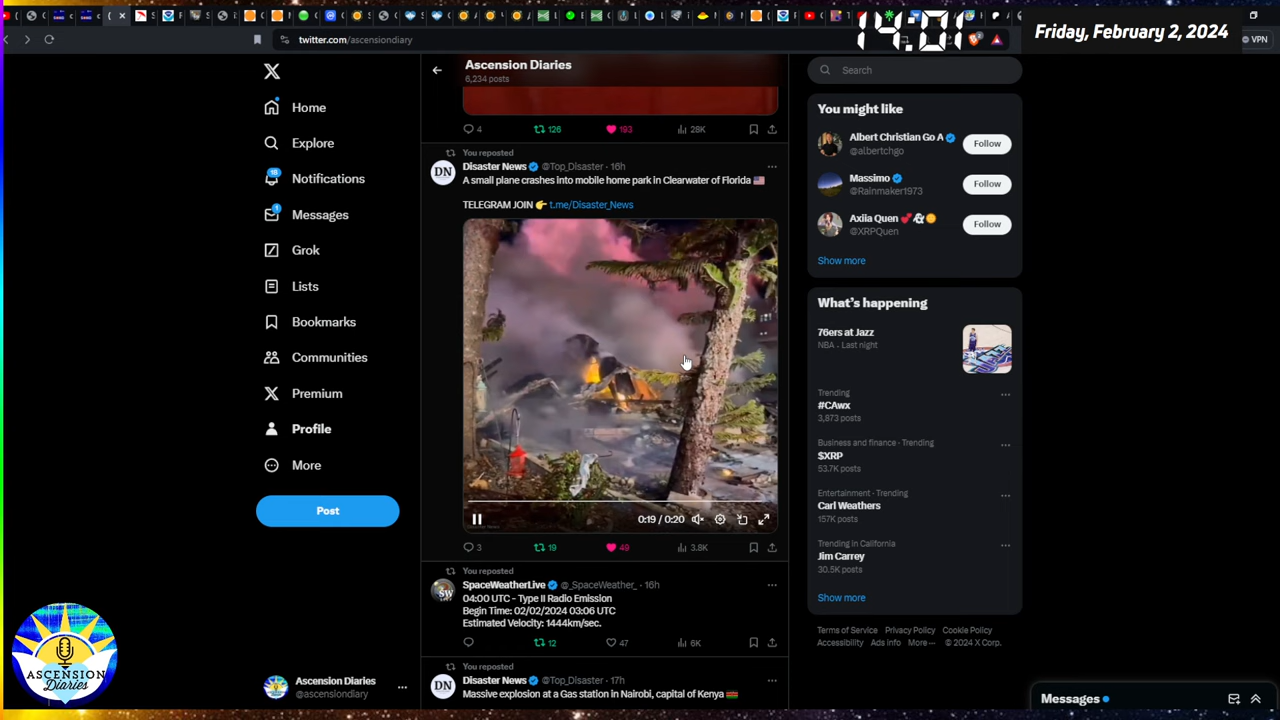 14:01
Friday, February 2, 2024
twitter.com/ascensiondiary
VPN
Home
Explore
18
Notifications
1
Messages
Grok
Lists
Bookmarks
Communities
Premium
Profile
More
Post
Ascension Diaries
@ascensiondiary
ASCENSION
Diaries
Ascension Diaries
6,234 posts
4 126 193 28K
You reposted
DN
Disaster News @Top_Disaster · 16h
A small plane crashes into mobile home park in Clearwater of Florida 🇺🇸
TELEGRAM JOIN 👉 t.me/Disaster_News
0:19 / 0:20
3 19 49 3.8K
You reposted
SW
SpaceWeatherLive @_SpaceWeather_ · 16h
04:00 UTC - Type II Radio Emission
Begin Time: 02/02/2024 03:06 UTC
Estimated Velocity: 1444km/sec.
12 47 6K
You reposted
DN
Disaster News @Top_Disaster · 17h
Massive explosion at a Gas station in Nairobi, capital of Kenya 🇰🇪
Search
You might like
Albert Christian Go A
@albertchgo
Follow
Massimo
@Rainmaker1973
Follow
Axiia Quen
@XRPQuen
Follow
Show more
What's happening
76ers at Jazz
NBA · Last night
Trending
#CAwx
3,873 posts
Business and finance · Trending
$XRP
53.7K posts
Entertainment · Trending
Carl Weathers
157K posts
Trending in California
Jim Carrey
30.5K posts
Show more
Terms of Service Privacy Policy Cookie Policy
Accessibility Ads info More··· © 2024 X Corp.
Messages